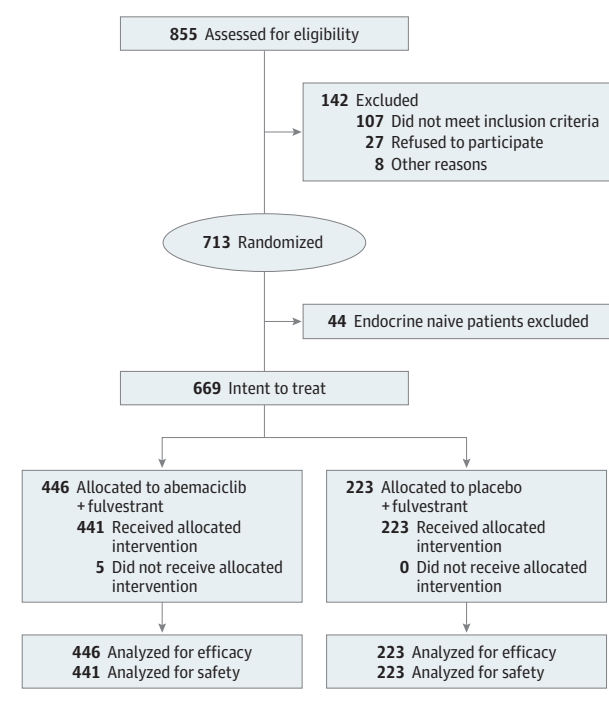 855 Assessed for eligibility
142 Excluded
107 Did not meet inclusion criteria
27 Refused to participate
8 Other reasons
713 Randomized
44 Endocrine naive patients excluded
669 Intent to treat
446 Allocated to abemaciclib
+ fulvestrant
441 Received allocated
intervention
5 Did not receive allocated
intervention
223 Allocated to placebo
+ fulvestrant
223 Received allocated
intervention
0 Did not receive allocated
intervention
446 Analyzed for efficacy
441 Analyzed for safety
223 Analyzed for efficacy
223 Analyzed for safety